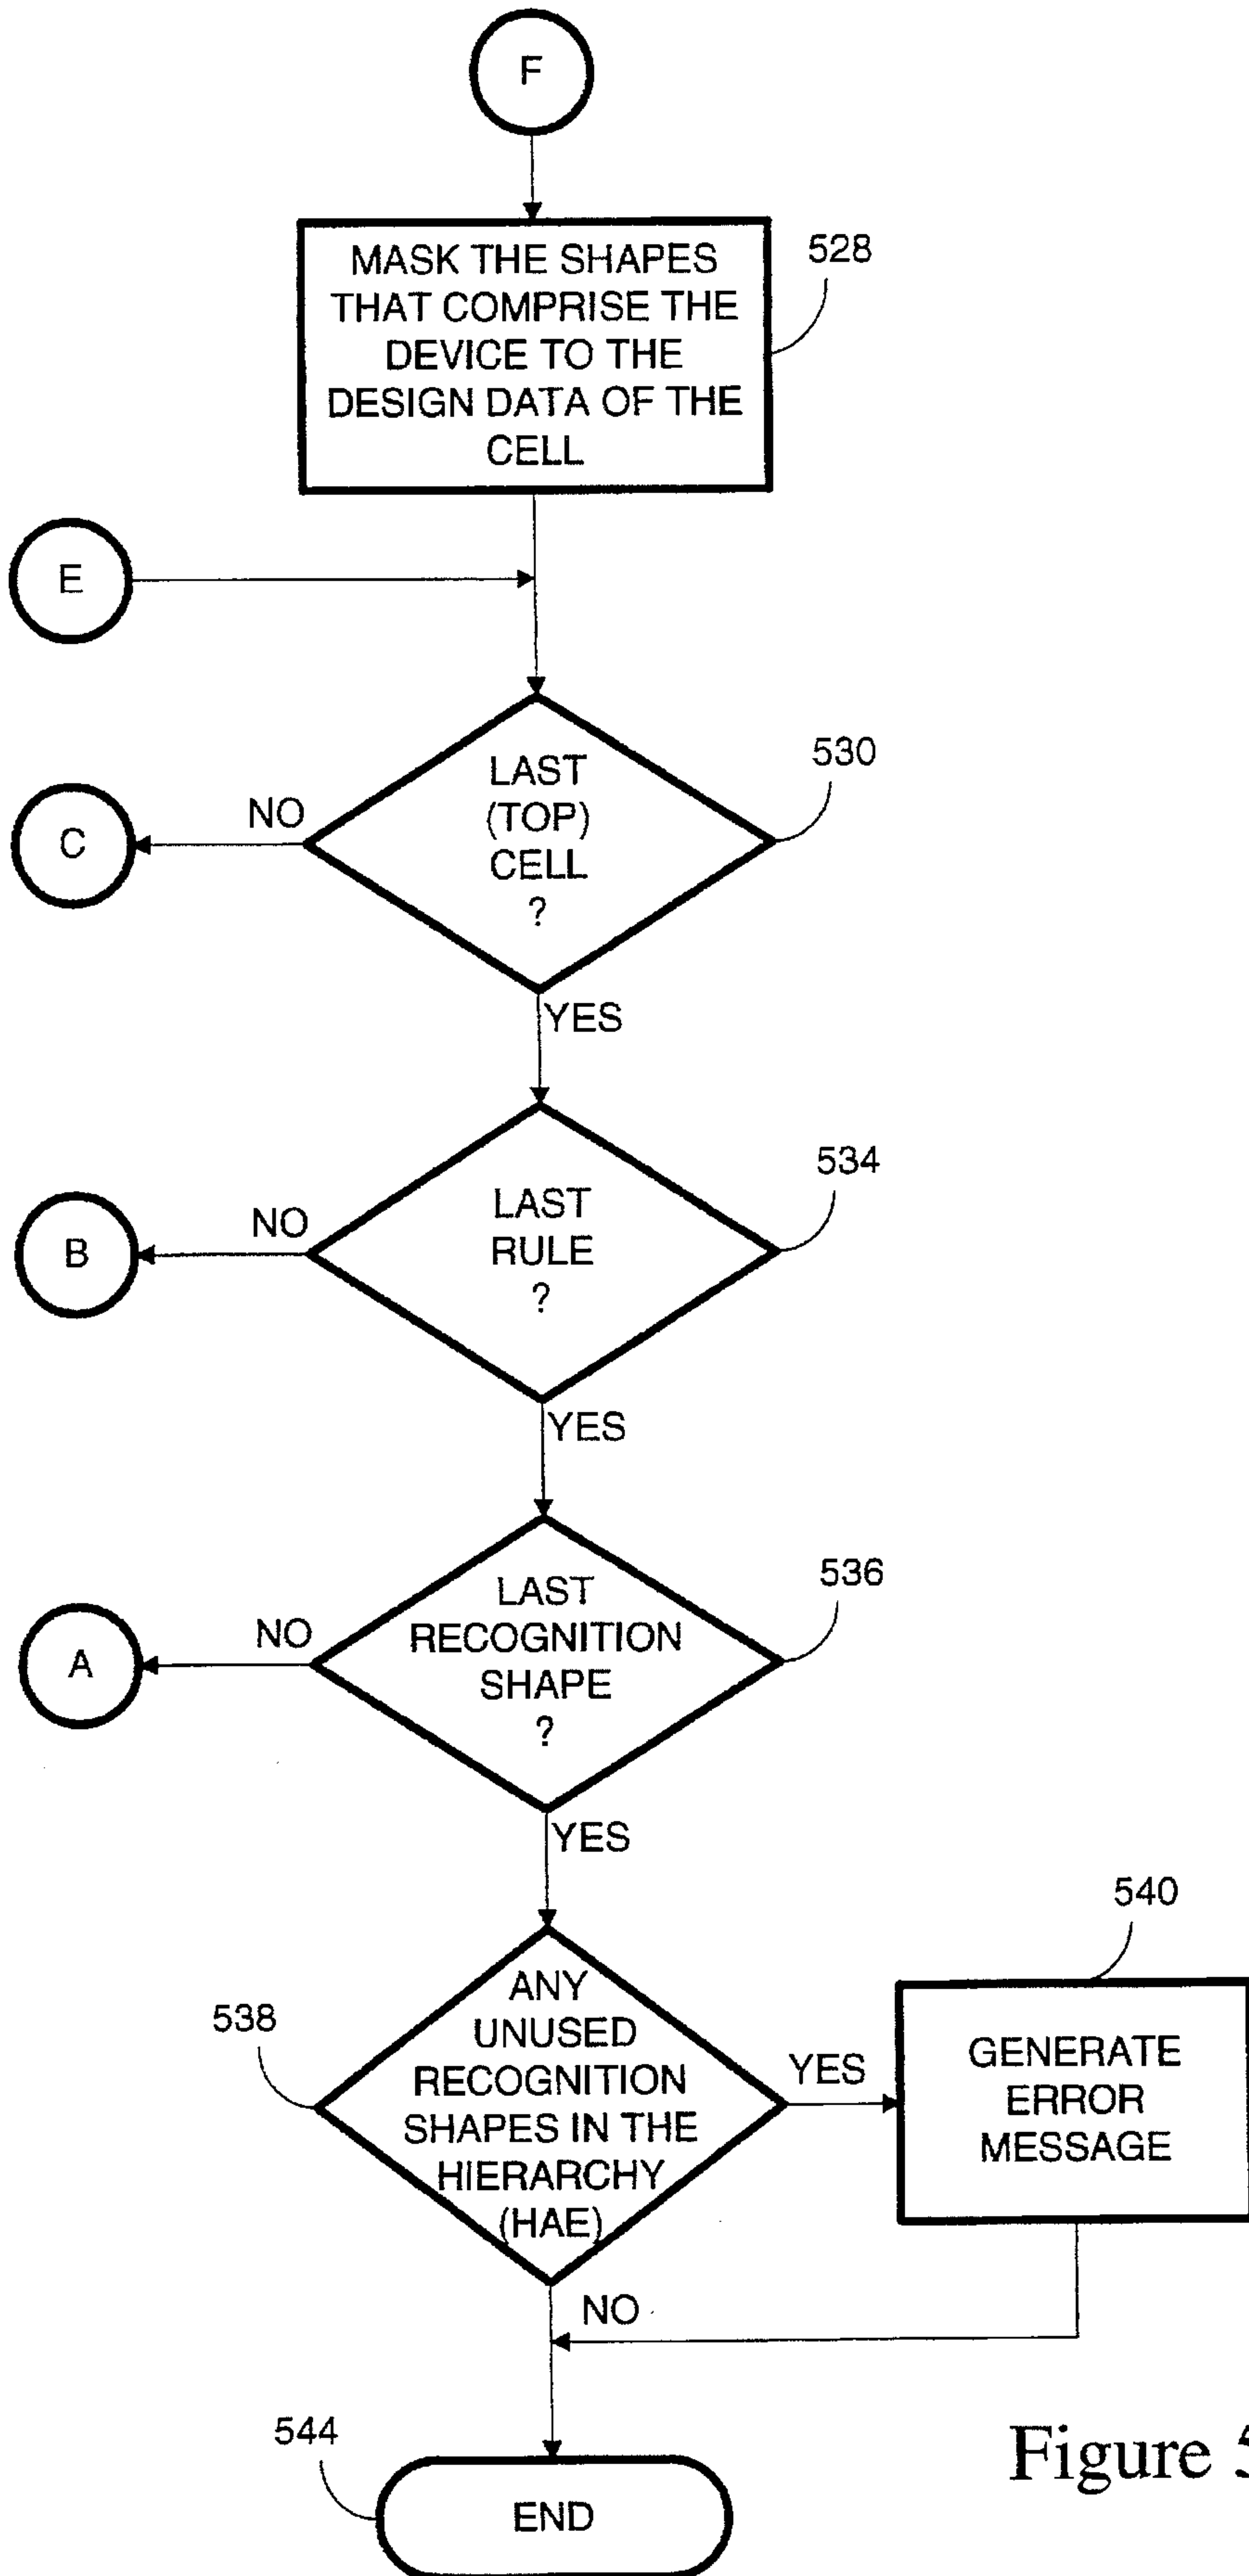 F
MASK THE SHAPES
THAT COMPRISE THE
DEVICE TO THE
DESIGN DATA OF THE
CELL
528
E
LAST
(TOP)
CELL
?
530
NO
C
YES
LAST
RULE
?
534
NO
B
YES
LAST
RECOGNITION
SHAPE
?
536
NO
A
YES
538
ANY
UNUSED
RECOGNITION
SHAPES IN THE
HIERARCHY
(HAE)
YES
540
GENERATE
ERROR
MESSAGE
NO
544
END
Figure 5